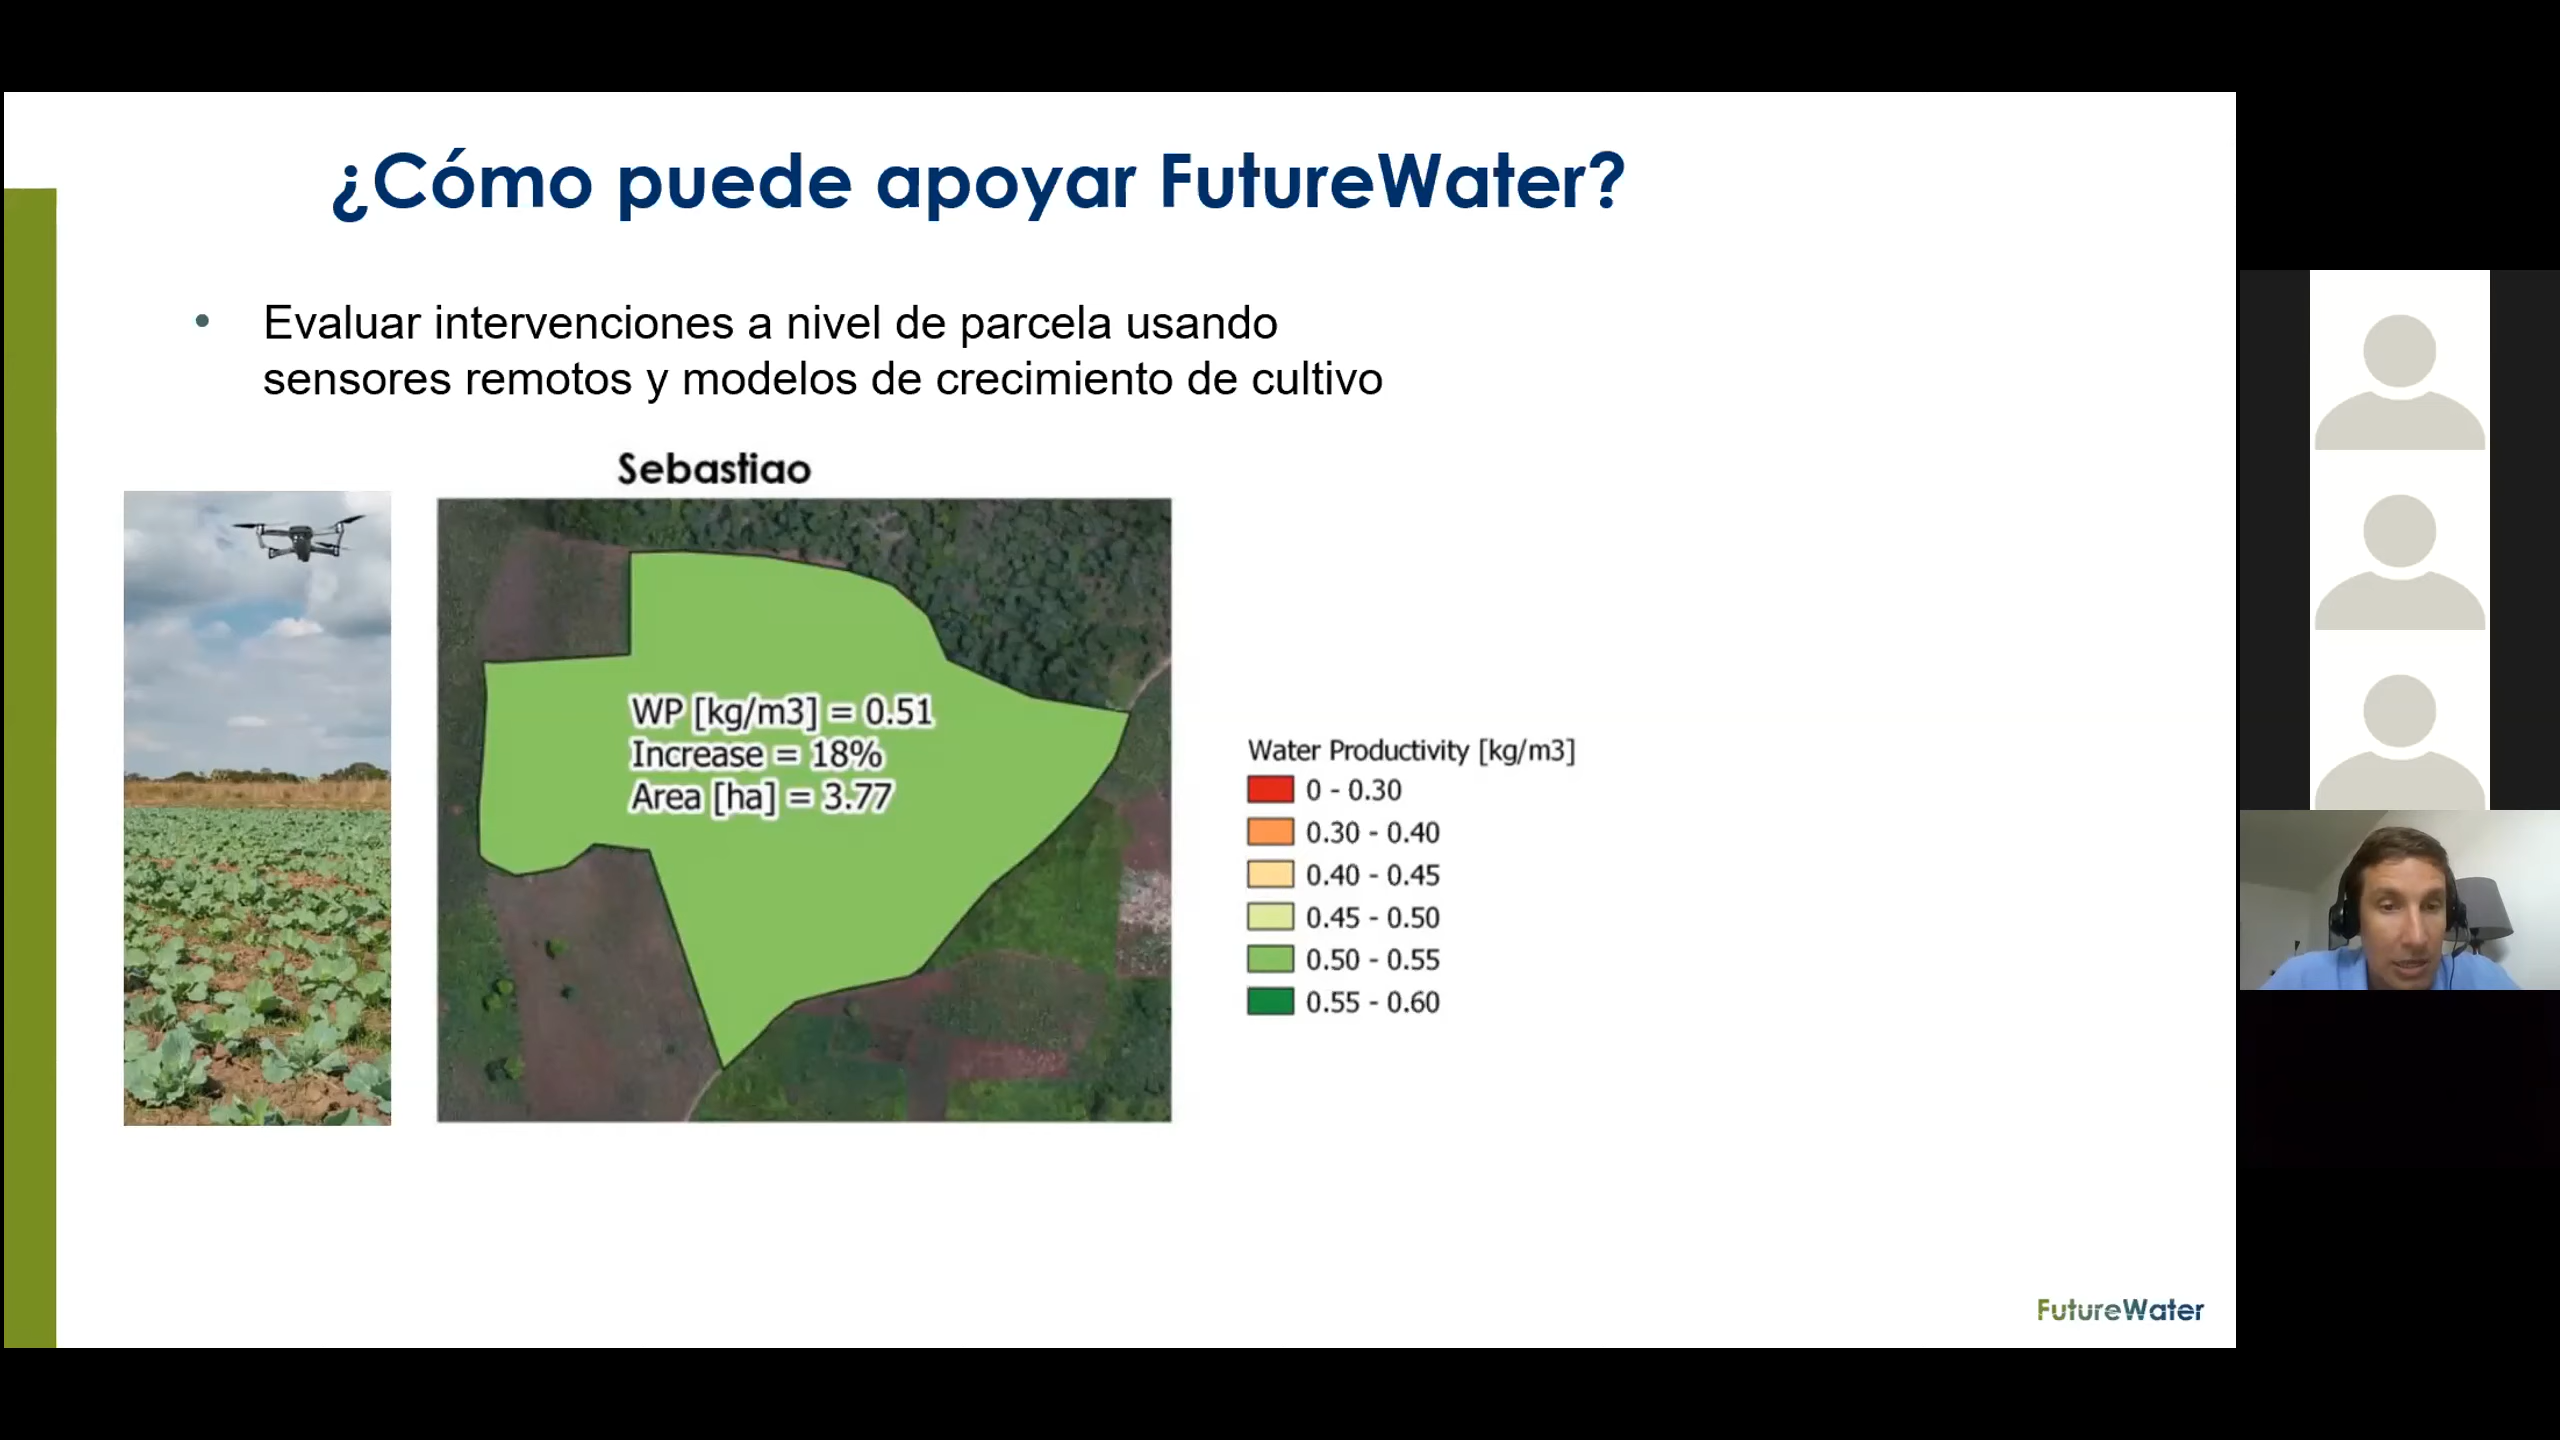 ¿Cómo puede apoyar FutureWater?
• Evaluar intervenciones a nivel de parcela usando
sensores remotos y modelos de crecimiento de cultivo
Sebastiao
WP [kg/m3] = 0.51
Increase = 18%
Area [ha] = 3.77
Water Productivity [kg/m3]
0 - 0.30
0.30 - 0.40
0.40 - 0.45
0.45 - 0.50
0.50 - 0.55
0.55 - 0.60
FutureWater